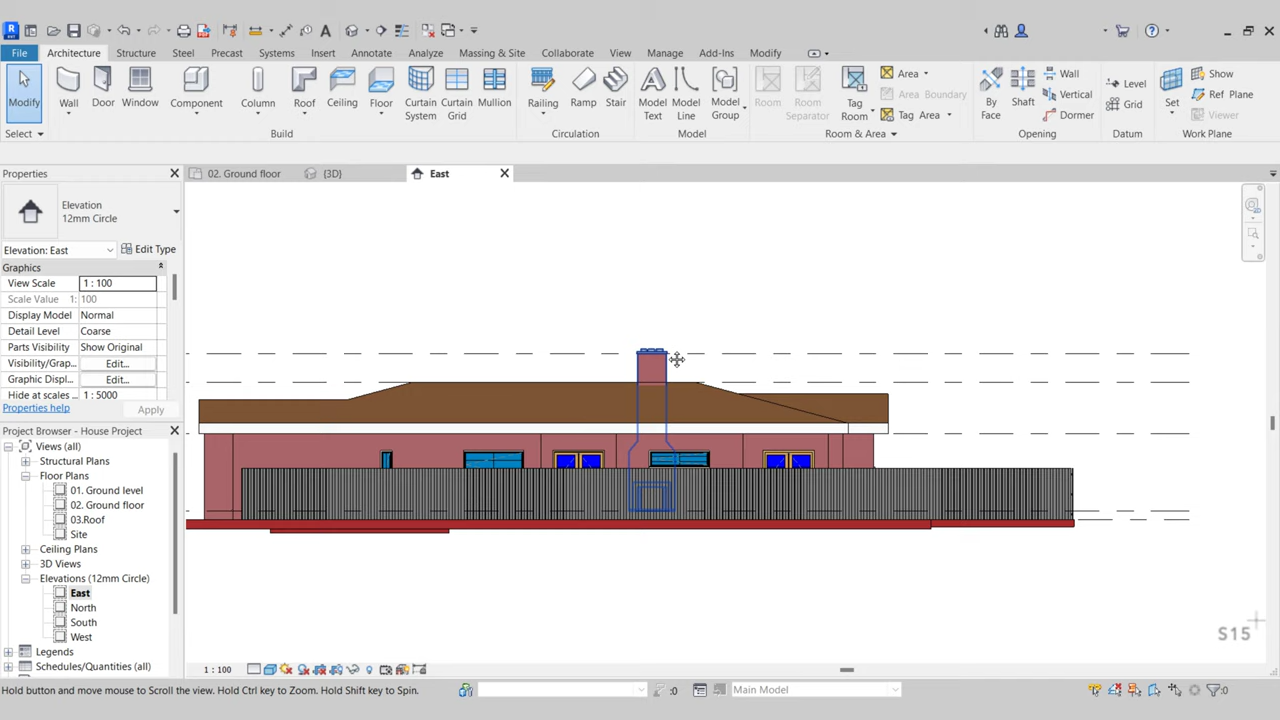 File Architecture Structure Steel Precast Systems Insert Annotate Analyze Massing & Site Collaborate View Manage Add-Ins Modify
Modify Wall Door Window Component Column Roof Ceiling Floor Curtain System Curtain Grid Mullion Railing Ramp Stair Model Text Model Line Model Group Room Room Separator Tag Room Area Area Boundary Tag Area By Face Shaft Wall Vertical Dormer Level Grid Set Show Ref Plane Viewer
Select Build Circulation Model Room & Area Opening Datum Work Plane
Properties 02. Ground floor {3D} East
Elevation
12mm Circle
Elevation: East Edit Type
Graphics
View Scale 1 : 100
Scale Value 1: 100
Display Model Normal
Detail Level Coarse
Parts Visibility Show Original
Visibility/Grap... Edit...
Graphic Displ... Edit...
Hide at scales ... 1 : 5000
Properties help Apply
Project Browser - House Project
Views (all)
Structural Plans
Floor Plans
01. Ground level
02. Ground floor
03.Roof
Site
Ceiling Plans
3D Views
Elevations (12mm Circle)
East
North
South
West
Legends
Schedules/Quantities (all)
S15
1 : 100
Hold button and move mouse to Scroll the view. Hold Ctrl key to Zoom. Hold Shift key to Spin. :0 Main Model :0